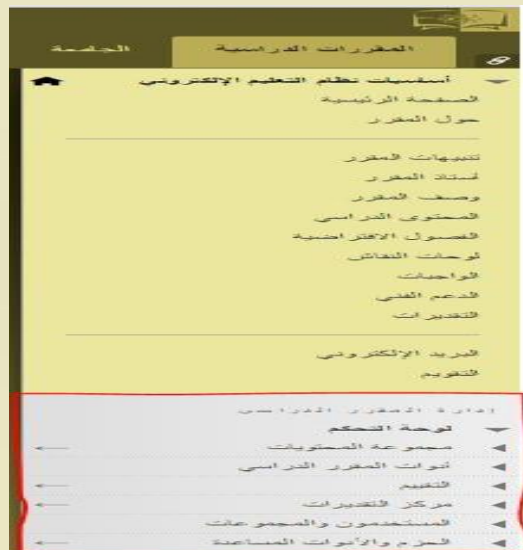 المقررات الدراسية الجامعة
أساسيات نظام التعليم الإلكتروني
الصفحة الرئيسية
حول المقرر
تنبيهات المقرر
أستاذ المقرر
وصف المقرر
المحتوى الدراسي
الفصول الافتراضية
لوحات النقاش
الواجبات
الدعم الفني
التقديرات
البريد الإلكتروني
التقويم
إدارة المقرر الدراسي
لوحة التحكم
مجموعة المحتويات
أدوات المقرر الدراسي
التقييم
مركز التقديرات
المستخدمون والمجموعات
الحزم والأدوات المساعدة